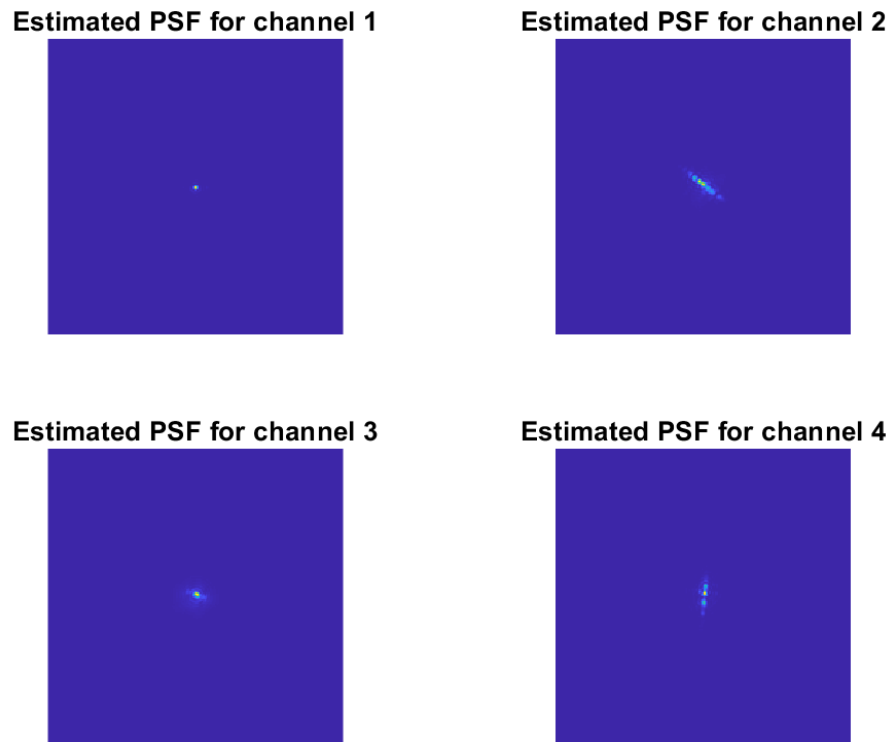 Estimated PSF for channel 1
Estimated PSF for channel 2
Estimated PSF for channel 3
Estimated PSF for channel 4